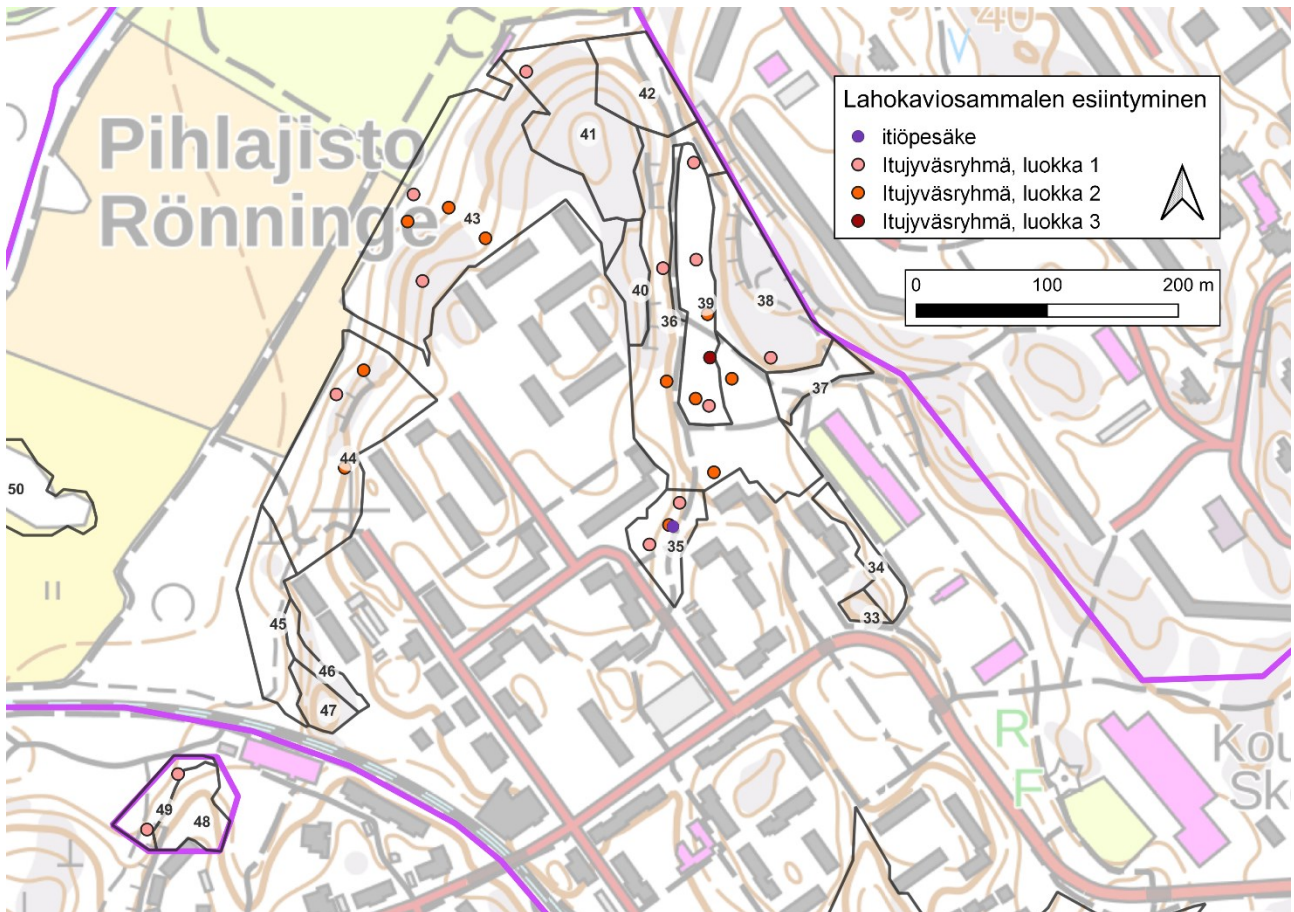 40
V
Lahokaviosammalen esiintyminen
itiöpesäke
Itujyväsryhmä, luokka 1
Itujyväsryhmä, luokka 2
Itujyväsryhmä, luokka 3
0 100 200 m
Pihlajisto
Rönninge
42
41
43
40
36
39
38
37
44
50
35
34
33
45
46
47
49
48
R
F
Kou
Sk